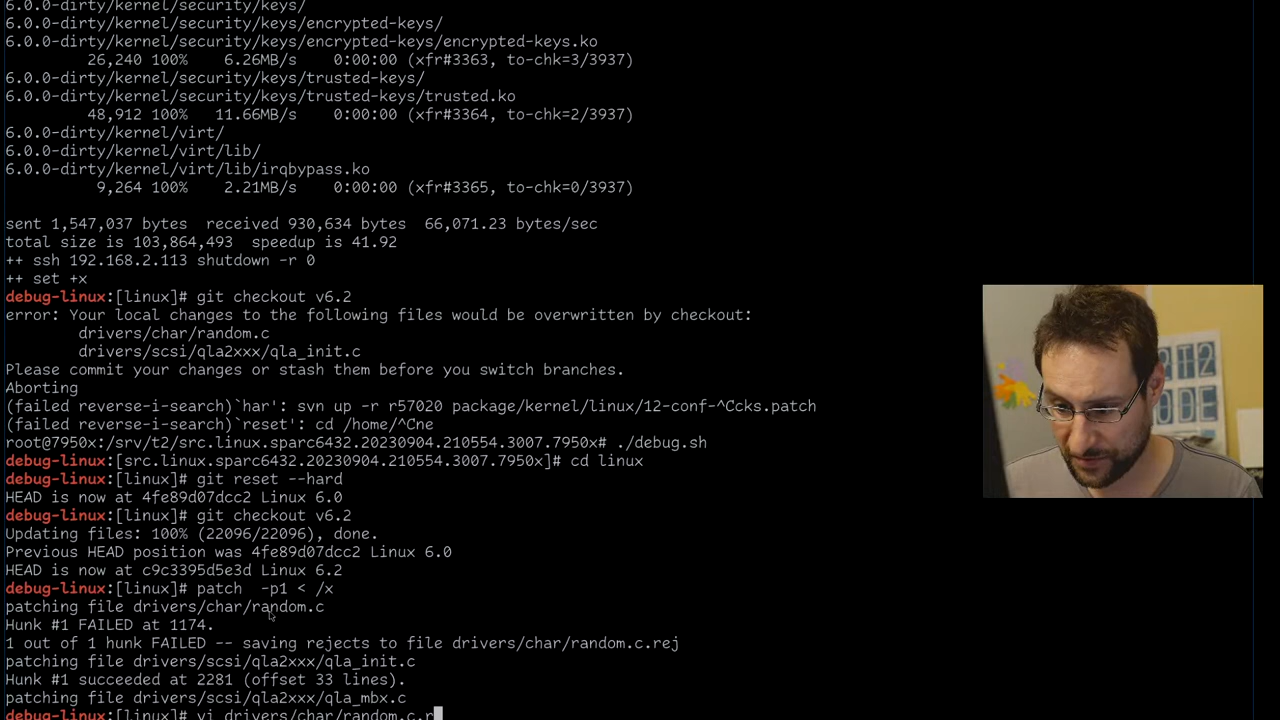 6.0.0-dirty/kernel/security/keys/
6.0.0-dirty/kernel/security/keys/encrypted-keys/
6.0.0-dirty/kernel/security/keys/encrypted-keys/encrypted-keys.ko
26,240 100% 6.26MB/s 0:00:00 (xfr#3363, to-chk=3/3937)
6.0.0-dirty/kernel/security/keys/trusted-keys/
6.0.0-dirty/kernel/security/keys/trusted-keys/trusted.ko
48,912 100% 11.66MB/s 0:00:00 (xfr#3364, to-chk=2/3937)
6.0.0-dirty/kernel/virt/
6.0.0-dirty/kernel/virt/lib/
6.0.0-dirty/kernel/virt/lib/irqbypass.ko
9,264 100% 2.21MB/s 0:00:00 (xfr#3365, to-chk=0/3937)
sent 1,547,037 bytes received 930,634 bytes 66,071.23 bytes/sec
total size is 103,864,493 speedup is 41.92
++ ssh 192.168.2.113 shutdown -r 0
++ set +x
debug-linux:[linux]# git checkout v6.2
error: Your local changes to the following files would be overwritten by checkout:
drivers/char/random.c
drivers/scsi/qla2xxx/qla_init.c
Please commit your changes or stash them before you switch branches.
Aborting
(failed reverse-i-search)`har': svn up -r r57020 package/kernel/linux/12-conf-^Ccks.patch
(failed reverse-i-search)`reset': cd /home/^Cne
root@7950x:/srv/t2/src.linux.sparc6432.20230904.210554.3007.7950x# ./debug.sh
debug-linux:[src.linux.sparc6432.20230904.210554.3007.7950x]# cd linux
debug-linux:[linux]# git reset --hard
HEAD is now at 4fe89d07dcc2 Linux 6.0
debug-linux:[linux]# git checkout v6.2
Updating files: 100% (22096/22096), done.
Previous HEAD position was 4fe89d07dcc2 Linux 6.0
HEAD is now at c9c3395d5e3d Linux 6.2
debug-linux:[linux]# patch  -p1 < /x
patching file drivers/char/random.c
Hunk #1 FAILED at 1174.
1 out of 1 hunk FAILED -- saving rejects to file drivers/char/random.c.rej
patching file drivers/scsi/qla2xxx/qla_init.c
Hunk #1 succeeded at 2281 (offset 33 lines).
patching file drivers/scsi/qla2xxx/qla_mbx.c
debug-linux:[linux]# vi drivers/char/random.c.r